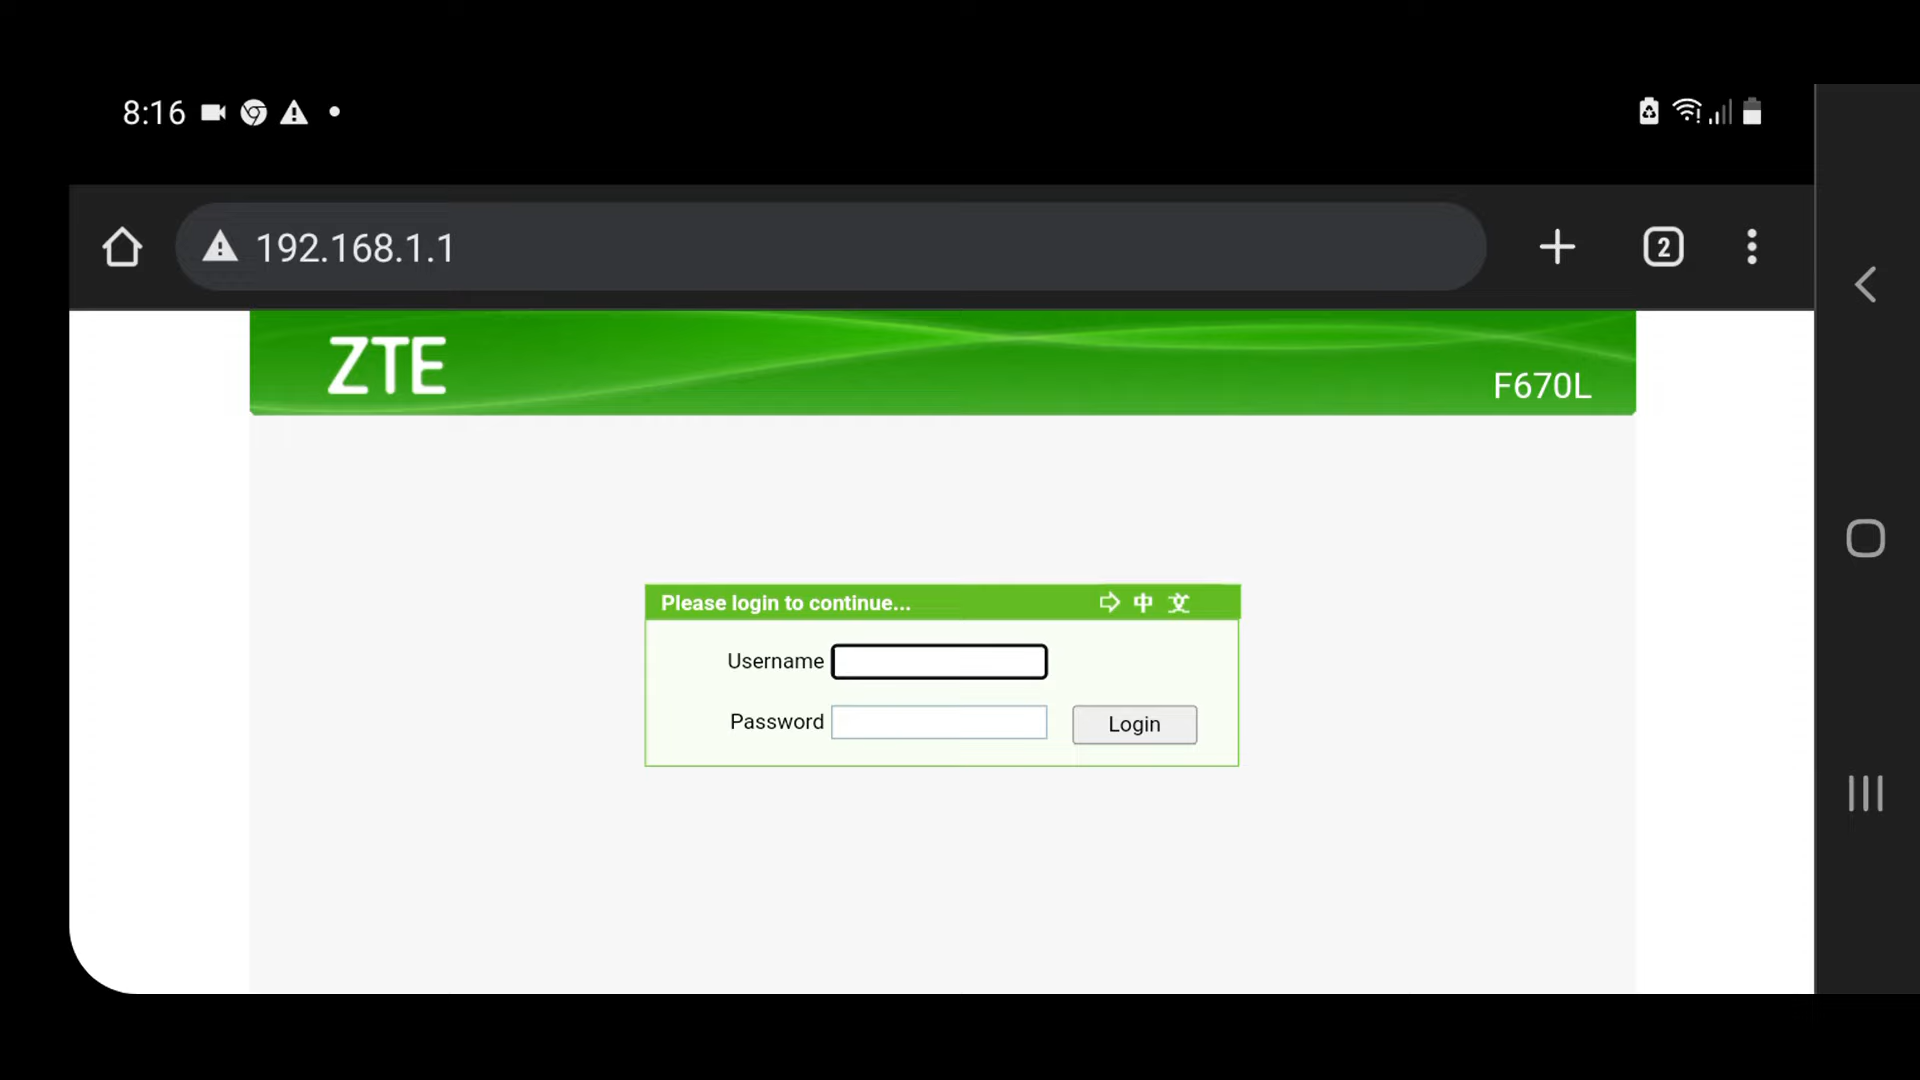 8:16
192.168.1.1
2
ZTE
F670L
Please login to continue... 中 文
Username
Password
Login